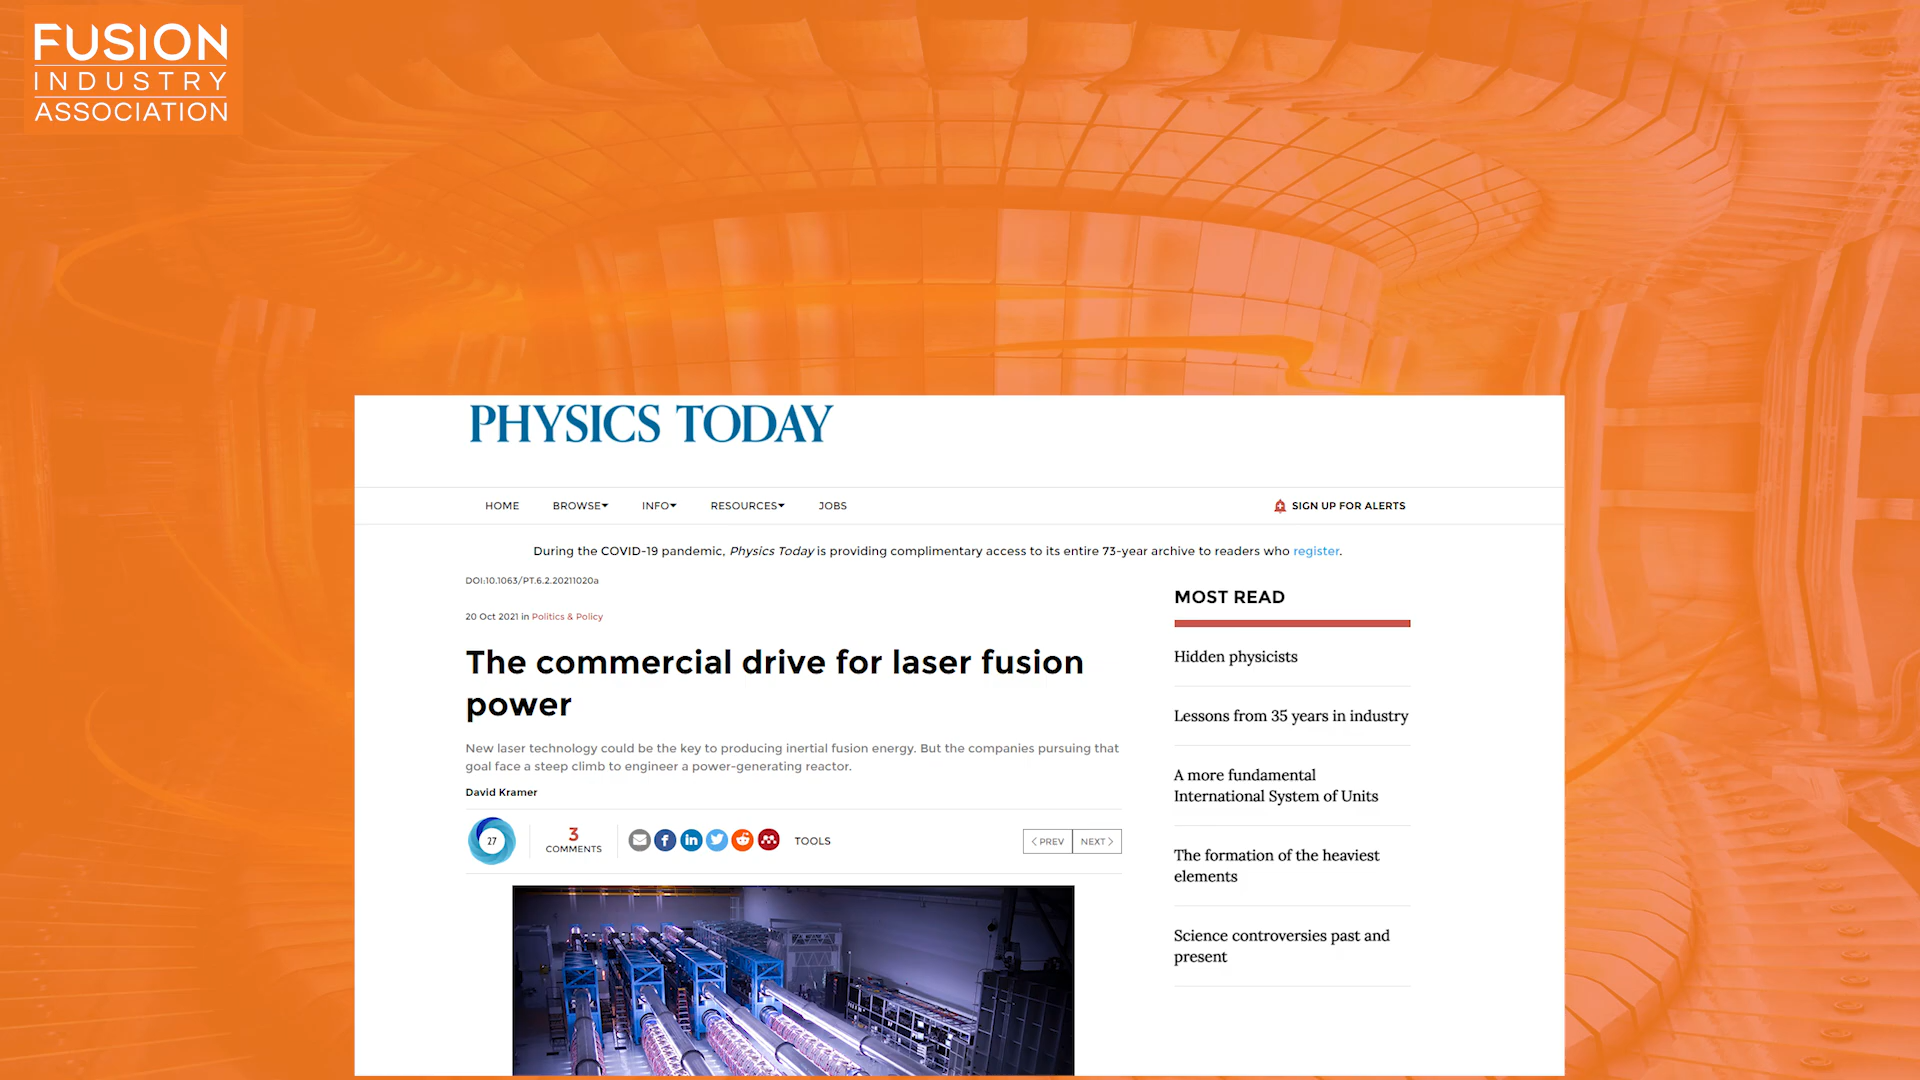 FUSION
INDUSTRY
ASSOCIATION
PHYSICS TODAY
HOME BROWSE INFO RESOURCES JOBS SIGN UP FOR ALERTS
During the COVID-19 pandemic, Physics Today is providing complimentary access to its entire 73-year archive to readers who register.
DOI:10.1063/PT.6.2.20211020a
20 Oct 2021 in Politics & Policy
The commercial drive for laser fusion
power
New laser technology could be the key to producing inertial fusion energy. But the companies pursuing that
goal face a steep climb to engineer a power-generating reactor.
David Kramer
27
3
COMMENTS
TOOLS
PREV NEXT
MOST READ
Hidden physicists
Lessons from 35 years in industry
A more fundamental
International System of Units
The formation of the heaviest
elements
Science controversies past and
present